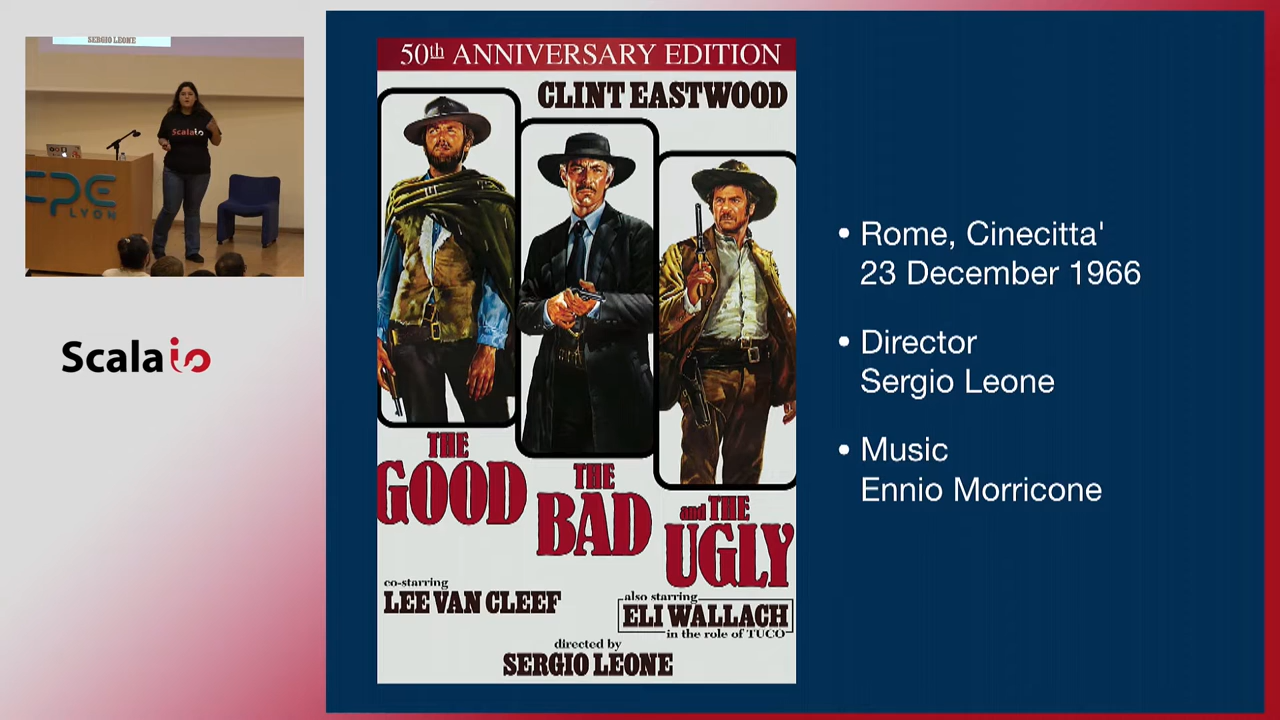 SERGIO LEONE
Scalaio
CPE
LYON
Scalaio
50th ANNIVERSARY EDITION
CLINT EASTWOOD
THE
GOOD
THE
BAD
and THE
UGLY
co-starring
LEE VAN CLEEF
also starring
ELI WALLACH
in the role of TUCO
directed by
SERGIO LEONE
• Rome, Cinecitta'
23 December 1966
• Director
Sergio Leone
• Music
Ennio Morricone